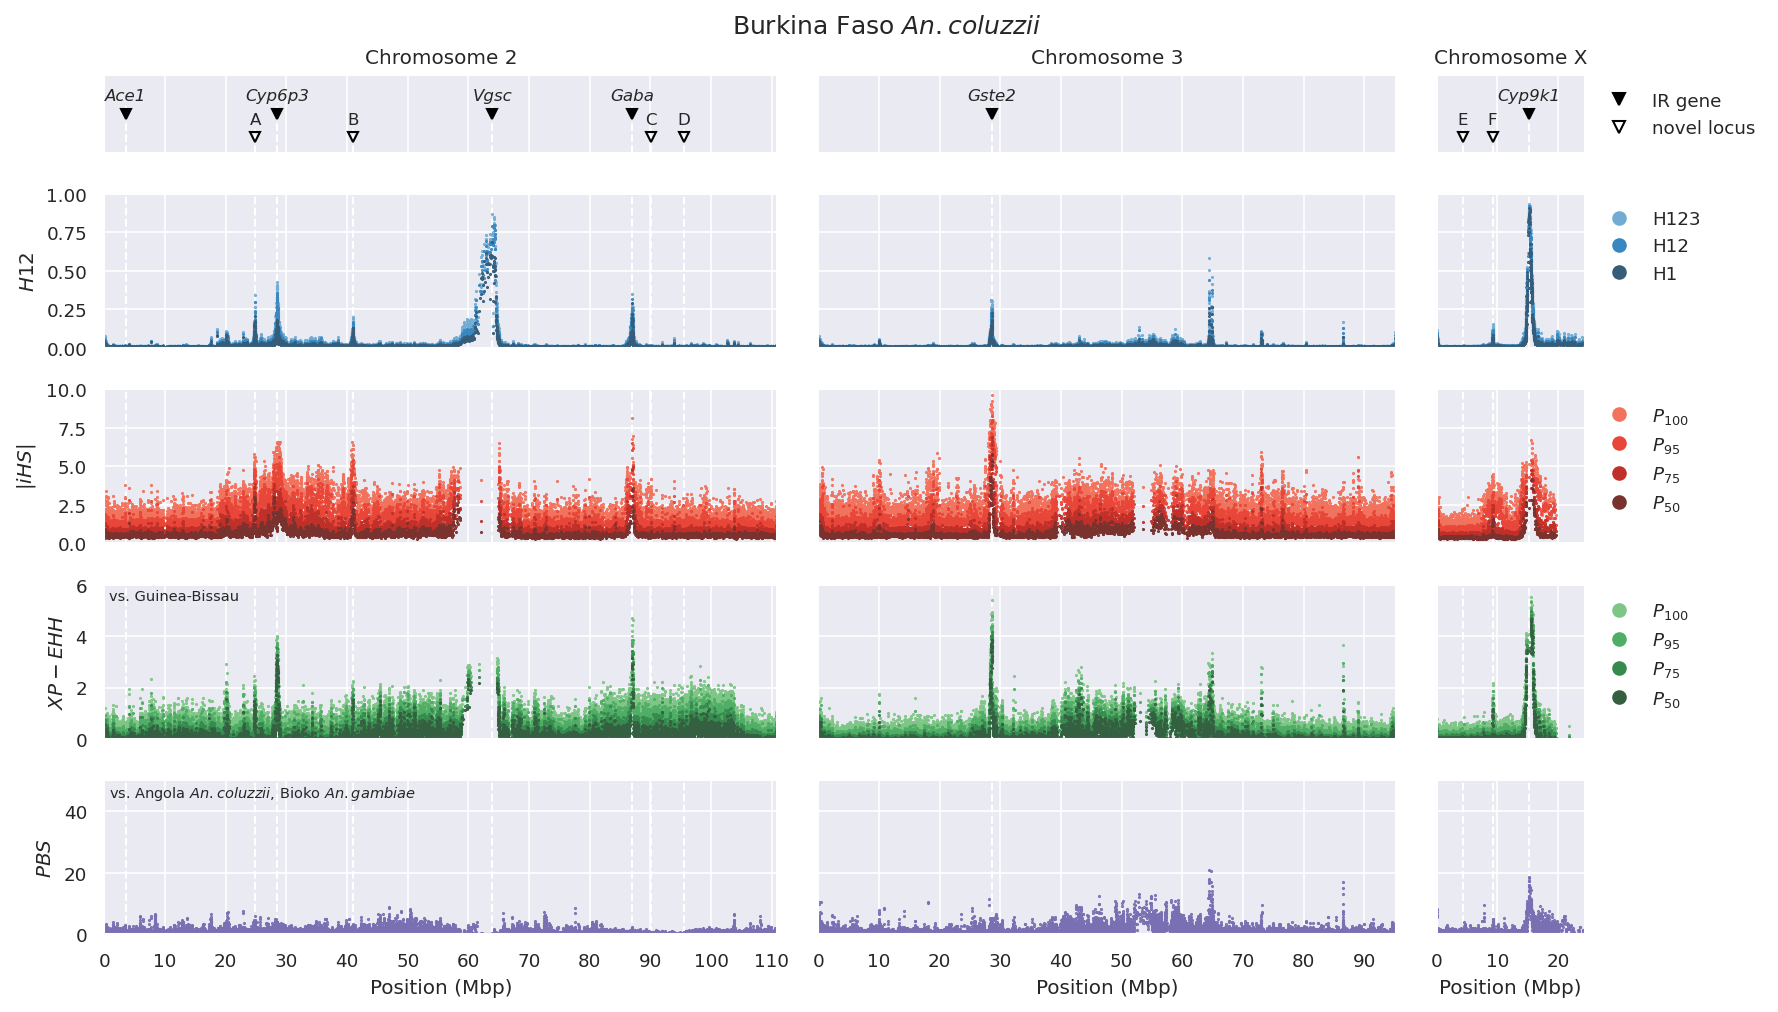 Burkina Faso An. coluzzii
Chromosome 2 Chromosome 3 Chromosome X
Ace1 Cyp6p3 Vgsc Gaba Gste2 Cyp9k1
A B C D E F
IR gene
novel locus
H12
1.00
0.75
0.50
0.25
0.00
H123
H12
H1
|iHS|
10.0
7.5
5.0
2.5
0.0
P100
P95
P75
P50
XP − EHH
6
4
2
0
vs. Guinea-Bissau
P100
P95
P75
P50
PBS
40
20
0
vs. Angola An. coluzzii, Bioko An. gambiae
0 10 20 30 40 50 60 70 80 90 100 110 0 10 20 30 40 50 60 70 80 90 0 10 20
Position (Mbp) Position (Mbp) Position (Mbp)